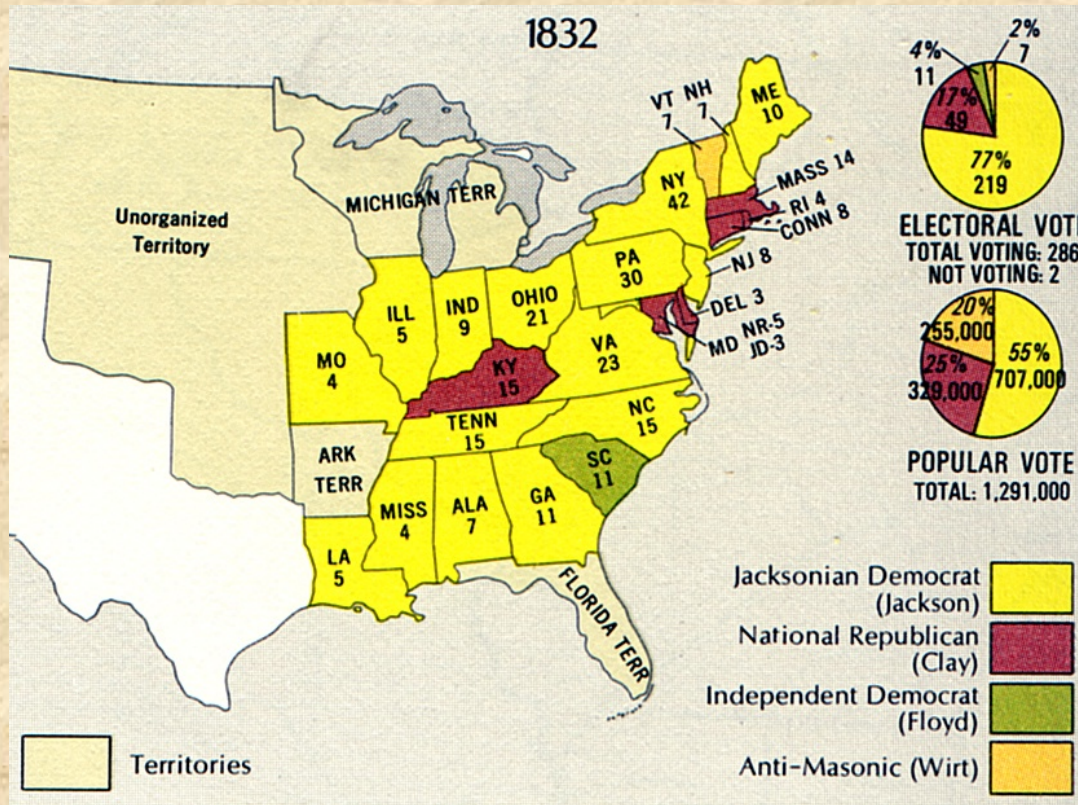 1832
4%
11
2%
7
17%
49
77%
219
ELECTORAL VOT
TOTAL VOTING: 286
NOT VOTING: 2
20%
255,000
25%
329,000
55%
707,000
POPULAR VOTE
TOTAL: 1,291,000
Unorganized
Territory
MICHIGAN TERR
VT
7
NH
7
ME
10
NY
42
MASS 14
RI 4
CONN 8
NJ 8
PA
30
DEL 3
MD NR-5
JD-3
ILL
5
IND
9
OHIO
21
VA
23
MO
4
KY
15
TENN
15
NC
15
ARK
TERR
SC
11
MISS
4
ALA
7
GA
11
LA
5
FLORIDA TERR
Jacksonian Democrat
(Jackson)
National Republican
(Clay)
Independent Democrat
(Floyd)
Anti-Masonic (Wirt)
Territories